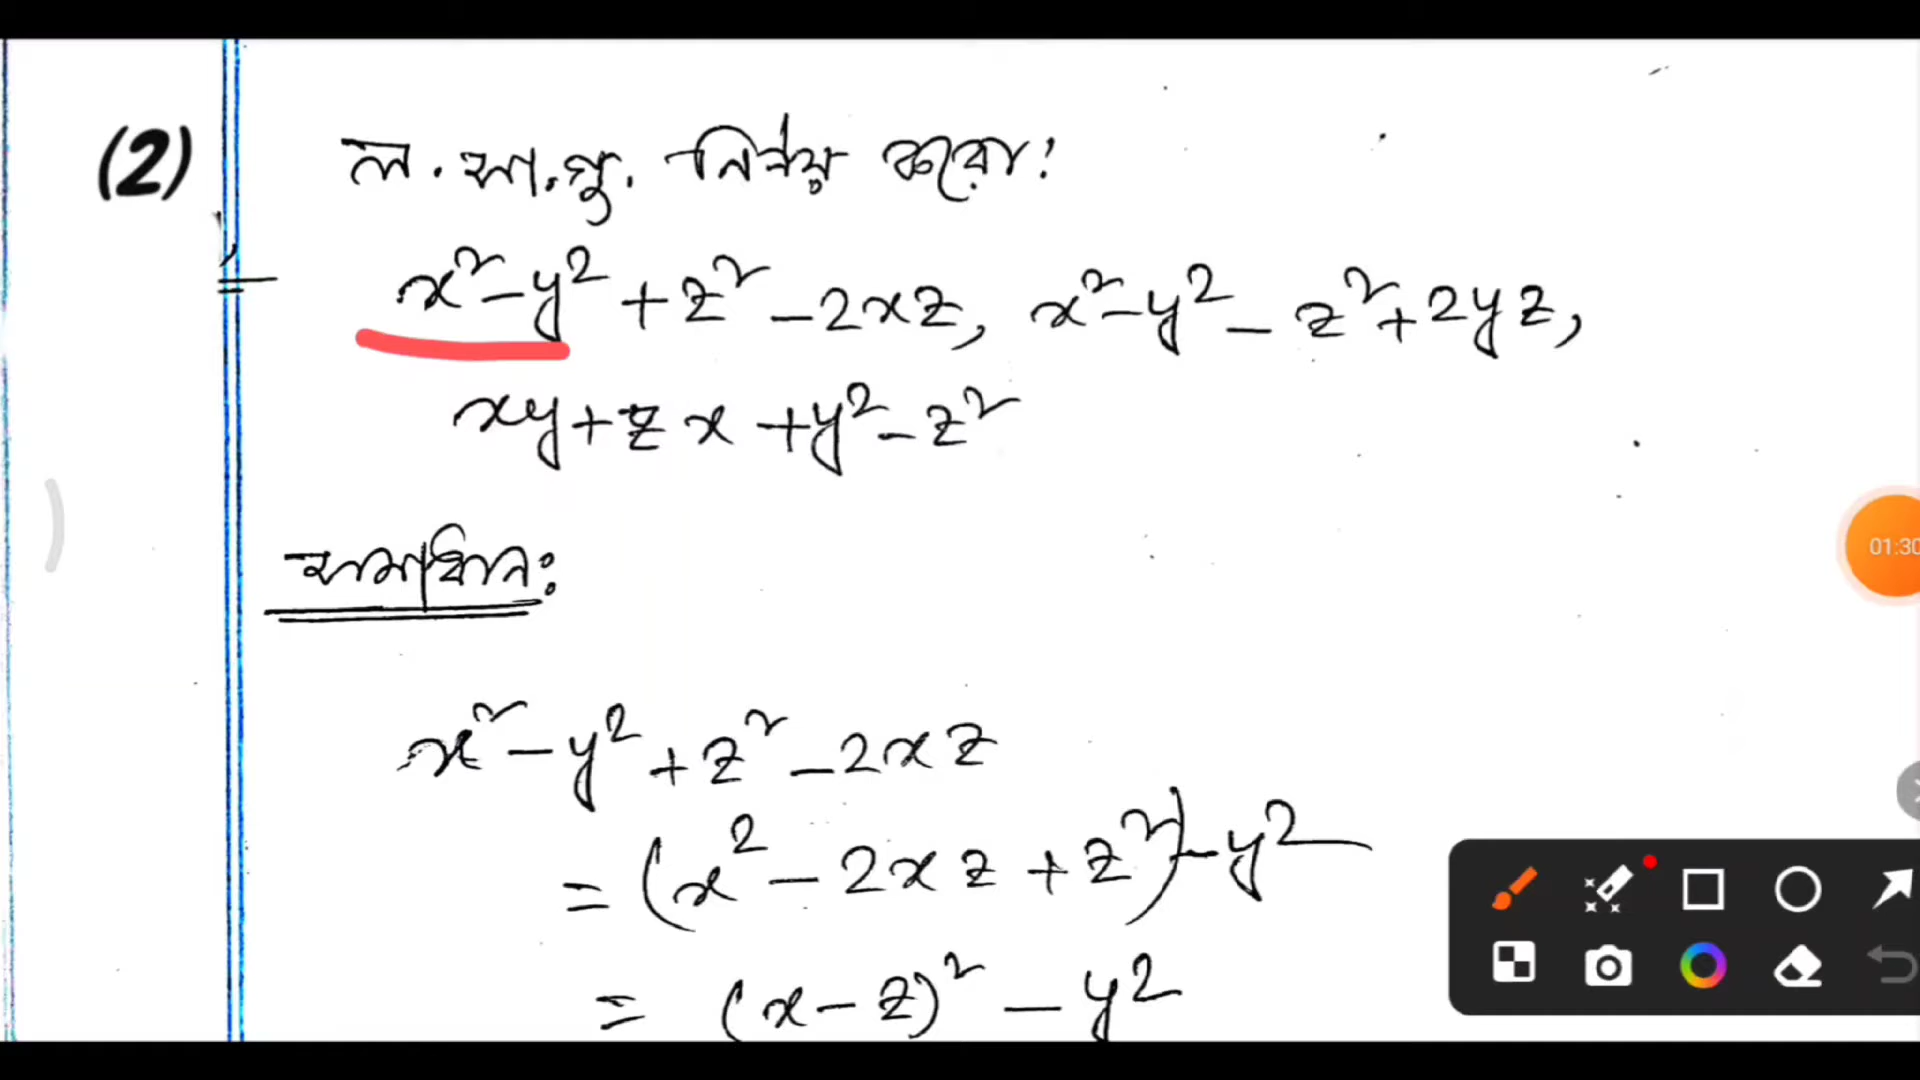 (2) ল.সা.গু. নির্ণয় করো:
x² - y² + z² - 2xz, x² - y² - z² + 2yz,
xy + zx + y² - z²
সমাধান:
x² - y² + z² - 2xz
= (x² - 2xz + z²) - y²
= (x - z)² - y²
01:30